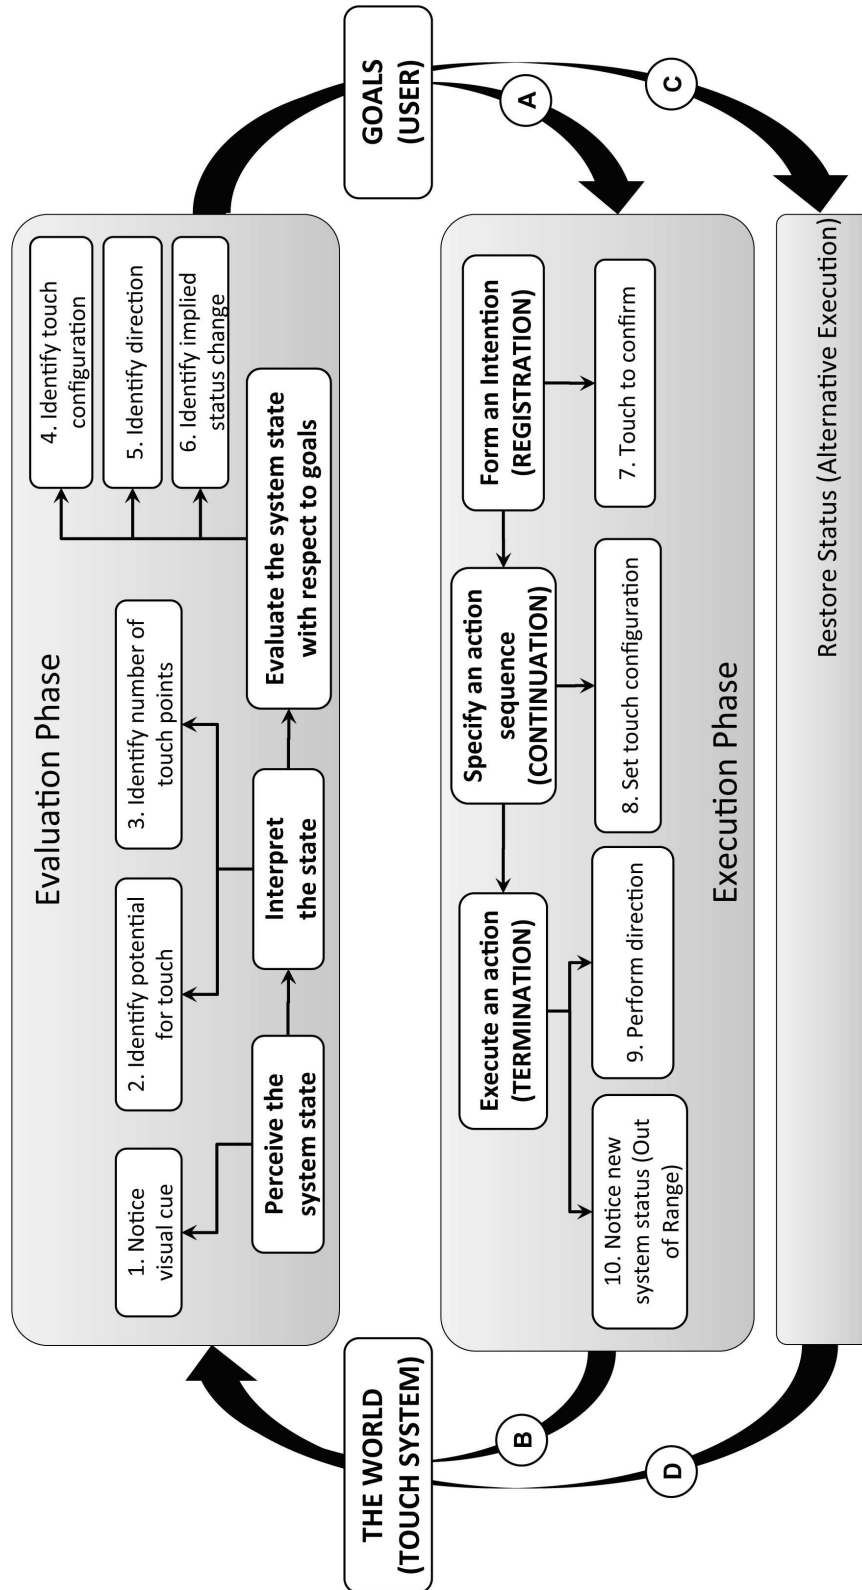 Evaluation Phase
1. Notice
visual cue
2. Identify potential
for touch
3. Identify number of
touch points
4. Identify touch
configuration
5. Identify direction
6. Identify implied
status change
Perceive the
system state
Interpret
the state
Evaluate the system state
with respect to goals
THE WORLD
(TOUCH SYSTEM)
GOALS
(USER)
B
A
D
C
Execute an action
(TERMINATION)
Specify an action
sequence
(CONTINUATION)
Form an Intention
(REGISTRATION)
10. Notice new
system status (Out
of Range)
9. Perform direction
8. Set touch configuration
7. Touch to confirm
Execution Phase
Restore Status (Alternative Execution)